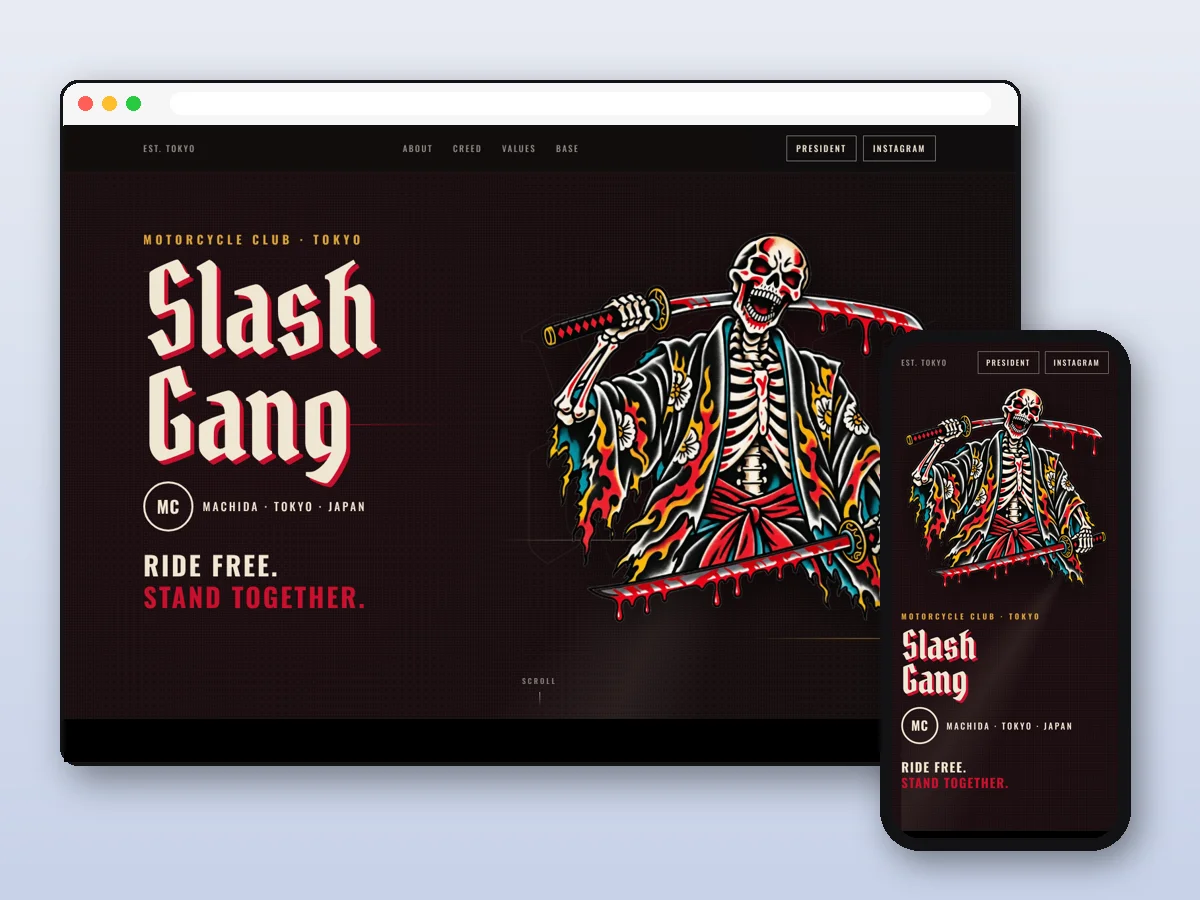 EST. TOKYO
ABOUT CREED VALUES BASE
PRESIDENT INSTAGRAM
MOTORCYCLE CLUB · TOKYO
Slash
Gang
MC MACHIDA · TOKYO · JAPAN
RIDE FREE.
STAND TOGETHER.
SCROLL
EST. TOKYO
PRESIDENT INSTAGRAM
MOTORCYCLE CLUB · TOKYO
Slash
Gang
MC MACHIDA · TOKYO · JAPAN
RIDE FREE.
STAND TOGETHER.